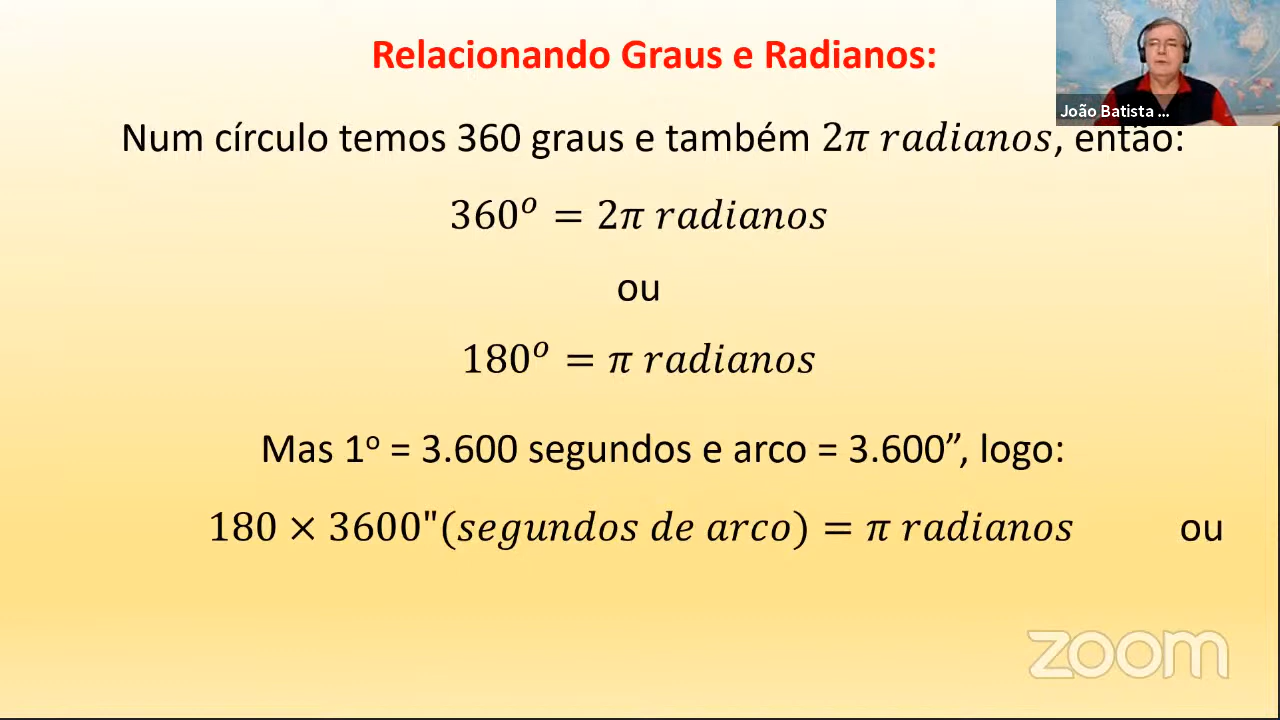 Relacionando Graus e Radianos:
João Batista ...
Num círculo temos 360 graus e também 2π radianos, então:
360º = 2π radianos
ou
180º = π radianos
Mas 1º = 3.600 segundos e arco = 3.600”, logo:
180 × 3600"(segundos de arco) = π radianos ou
zoom